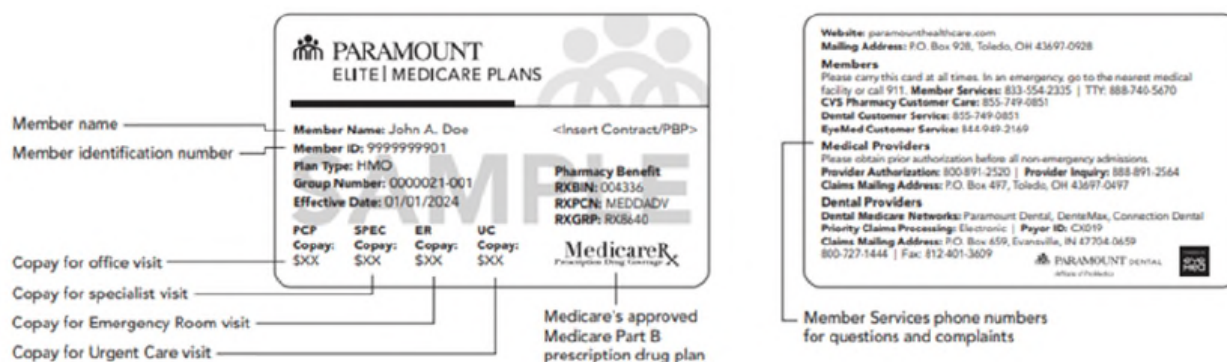 PARAMOUNT
ELITE | MEDICARE PLANS
Member name
Member identification number
Member Name: John A. Doe
<Insert Contract/PBP>
Member ID: 9999999901
Plan Type: HMO
Group Number: 0000021-001
Effective Date: 01/01/2024
SAMPLE
Pharmacy Benefit
RXBIN: 004336
RXPCN: MEDDADV
RXGRP: RX8640
PCP SPEC ER UC
Copay: Copay: Copay: Copay:
$XX $XX $XX $XX
MedicareRx
Prescription Drug Coverage
Copay for office visit
Copay for specialist visit
Copay for Emergency Room visit
Copay for Urgent Care visit
Medicare's approved
Medicare Part B
prescription drug plan
Website: paramounthealthcare.com
Mailing Address: P.O. Box 928, Toledo, OH 43697-0928
Members
Please carry this card at all times. In an emergency, go to the nearest medical
facility or call 911. Member Services: 833-554-2335 | TTY: 888-740-5670
CVS Pharmacy Customer Care: 855-749-0851
Dental Customer Service: 855-749-0851
EyeMed Customer Service: 844-949-2169
Medical Providers
Please obtain prior authorization before all non-emergency admissions.
Provider Authorization: 800-891-2520 | Provider Inquiry: 888-891-2564
Claims Mailing Address: P.O. Box 497, Toledo, OH 43697-0497
Dental Providers
Dental Medicare Networks: Paramount Dental, DenteMax, Connection Dental
Priority Claims Processing: Electronic | Payor ID: CX019
Claims Mailing Address: P.O. Box 659, Evansville, IN 47704-0659
800-727-1444 | Fax: 812-401-3609
PARAMOUNT DENTAL
eye
med
Member Services phone numbers
for questions and complaints